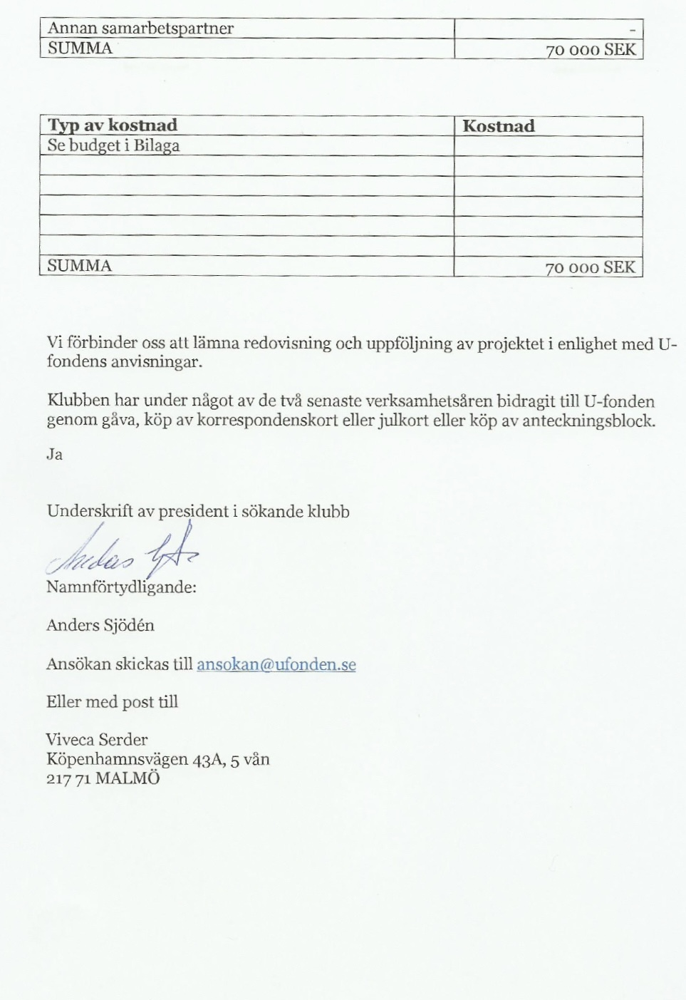 Annan samarbetspartner -
SUMMA 70 000 SEK
Typ av kostnad Kostnad
Se budget i Bilaga
SUMMA 70 000 SEK
Vi förbinder oss att lämna redovisning och uppföljning av projektet i enlighet med U-
fondens anvisningar.
Klubben har under något av de två senaste verksamhetsåren bidragit till U-fonden
genom gåva, köp av korrespondenskort eller julkort eller köp av anteckningsblock.
Ja
Underskrift av president i sökande klubb
Anders
Namnförtydligande:
Anders Sjödén
Ansökan skickas till ansokan@ufonden.se
Eller med post till
Viveca Serder
Köpenhamnsvägen 43A, 5 vån
217 71 MALMÖ